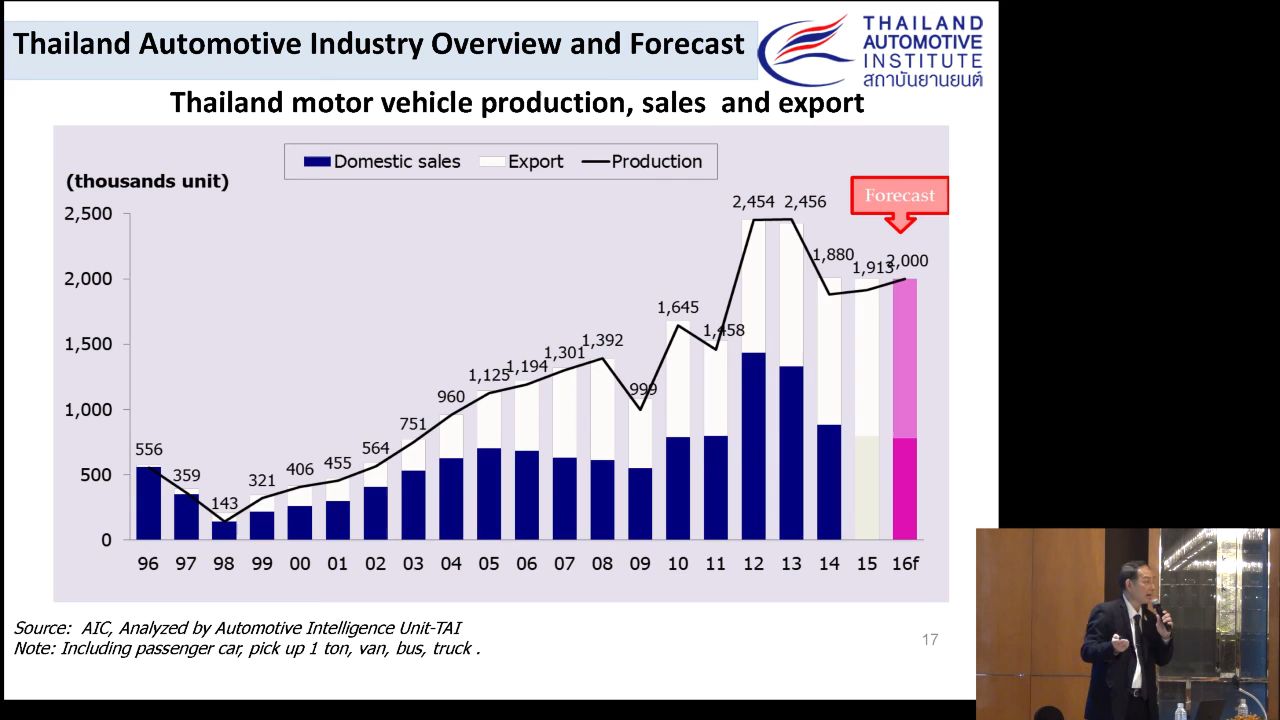 Thailand Automotive Industry Overview and Forecast
THAILAND
AUTOMOTIVE
INSTITUTE
สถาบันยานยนต์
Thailand motor vehicle production, sales and export
Domestic sales Export Production
(thousands unit)
Forecast
2,500
2,000
1,500
1,000
500
0
556
359
143
321
406
455
564
751
960
1,125
1,194
1,301
1,392
999
1,645
1,458
2,454
2,456
1,880
1,913
2,000
96 97 98 99 00 01 02 03 04 05 06 07 08 09 10 11 12 13 14 15 16f
Source: AIC, Analyzed by Automotive Intelligence Unit-TAI
Note: Including passenger car, pick up 1 ton, van, bus, truck .
17